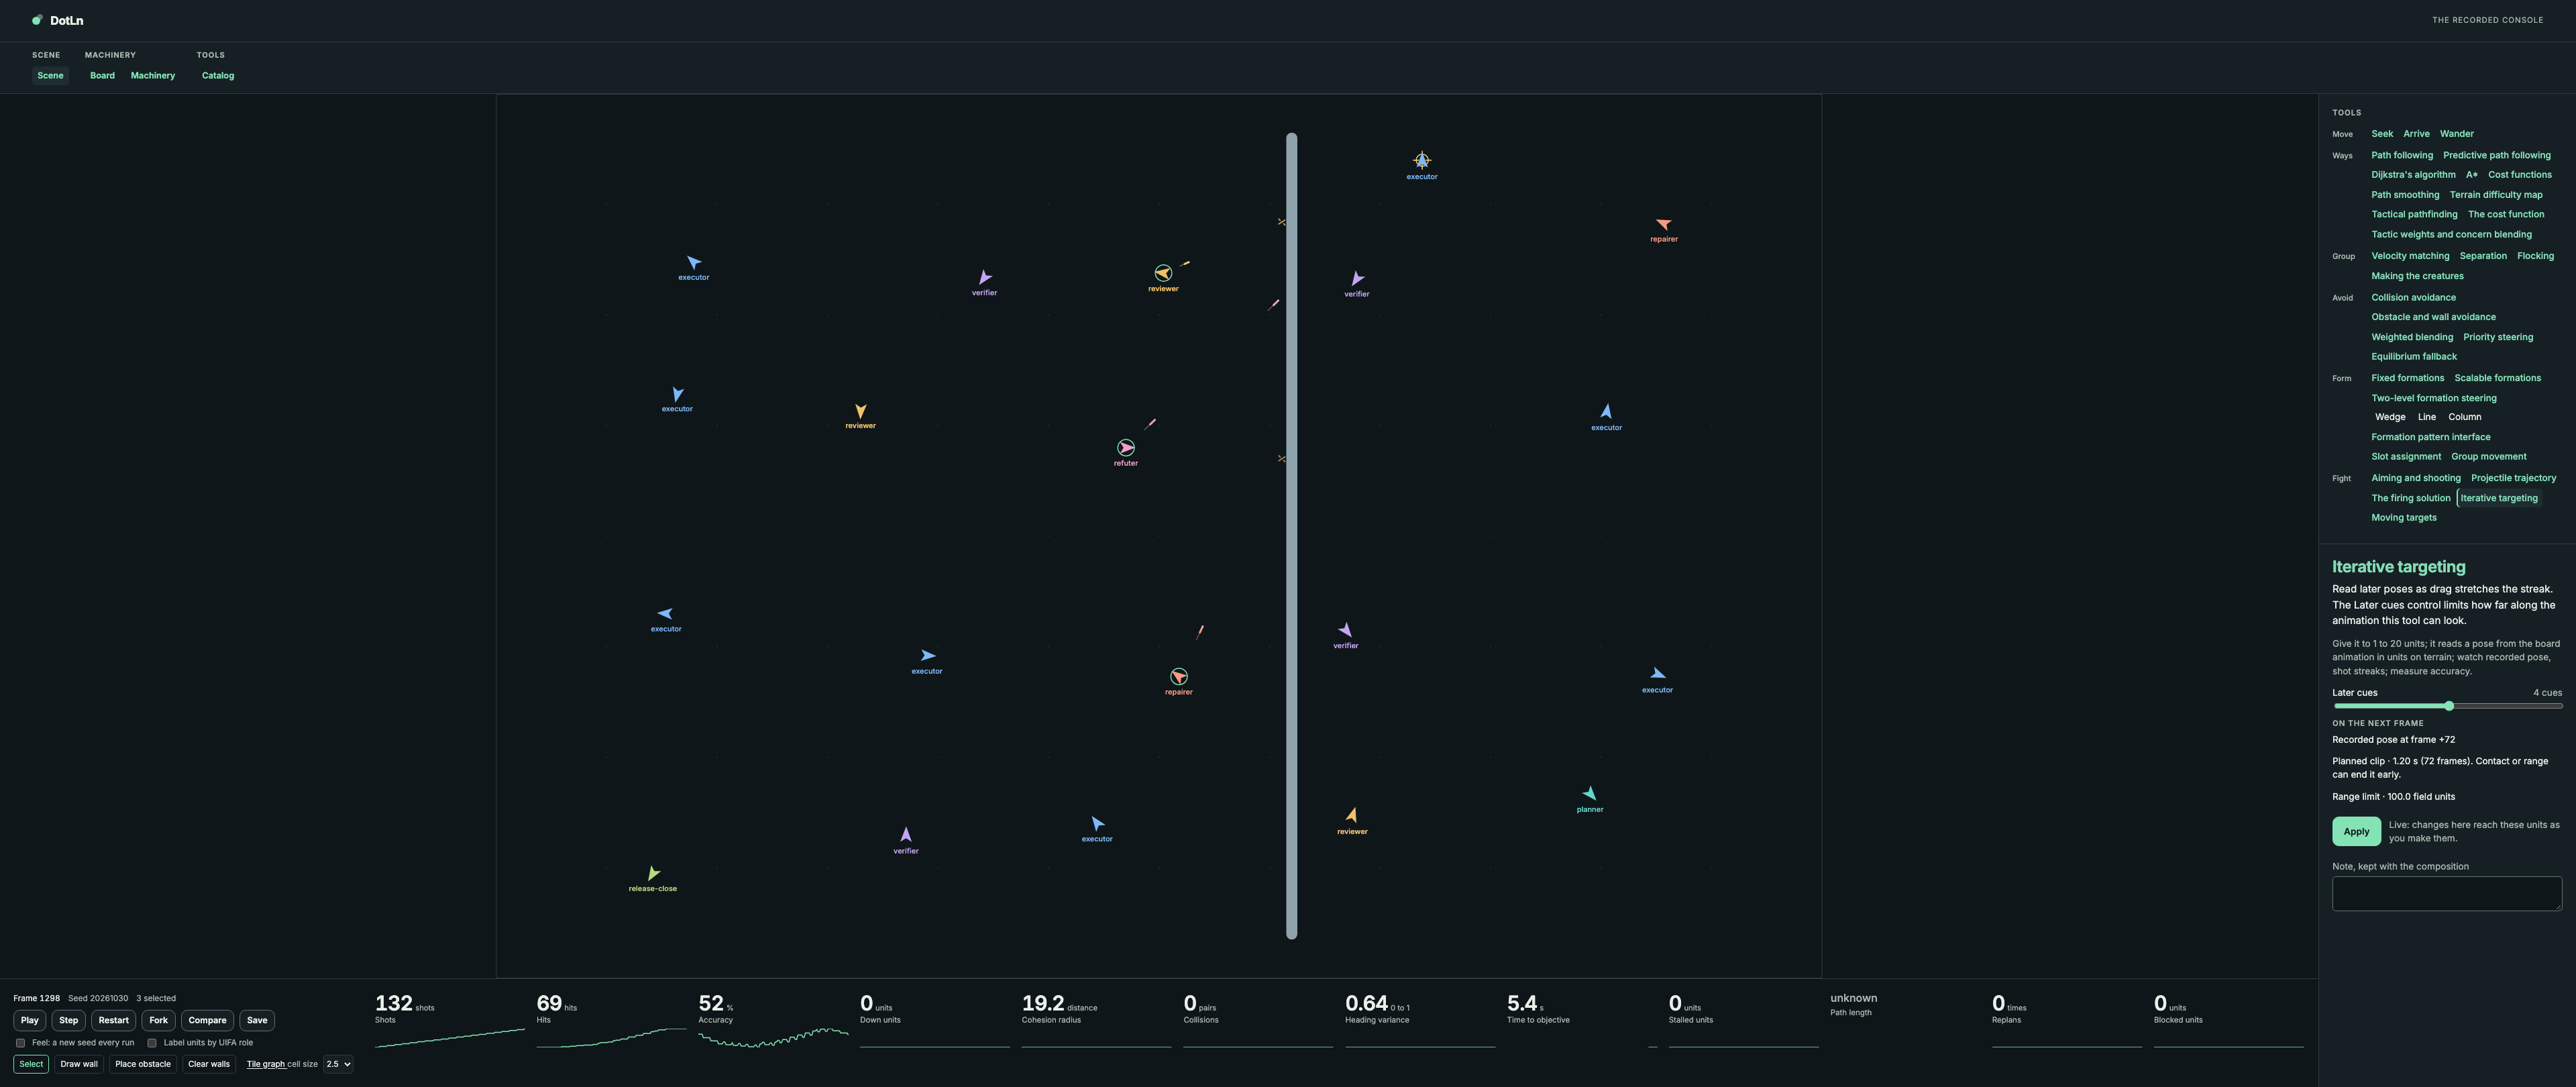 DotLn
THE RECORDED CONSOLE
SCENE MACHINERY TOOLS
Scene Board Machinery Catalog
executor
repairer
executor
verifier
reviewer
verifier
executor
reviewer
executor
refuter
executor
executor
verifier
repairer
executor
planner
verifier
executor
reviewer
release-close
TOOLS
Move Seek Arrive Wander
Ways Path following Predictive path following
Dijkstra's algorithm A* Cost functions
Path smoothing Terrain difficulty map
Tactical pathfinding The cost function
Tactic weights and concern blending
Group Velocity matching Separation Flocking
Making the creatures
Avoid Collision avoidance
Obstacle and wall avoidance
Weighted blending Priority steering
Equilibrium fallback
Form Fixed formations Scalable formations
Two-level formation steering
Wedge Line Column
Formation pattern interface
Slot assignment Group movement
Fight Aiming and shooting Projectile trajectory
The firing solution Iterative targeting
Moving targets
Iterative targeting
Read later poses as drag stretches the streak.
The Later cues control limits how far along the
animation this tool can look.
Give it to 1 to 20 units; it reads a pose from the board
animation in units on terrain; watch recorded pose,
shot streaks; measure accuracy.
Later cues 4 cues
ON THE NEXT FRAME
Recorded pose at frame +72
Planned clip · 1.20 s (72 frames). Contact or range
can end it early.
Range limit · 100.0 field units
Apply Live: changes here reach these units as
you make them.
Note, kept with the composition
Frame 1298 Seed 20261030 3 selected
Play Step Restart Fork Compare Save
Feel: a new seed every run Label units by UIFA role
Select Draw wall Place obstacle Clear walls Tile graph cell size 2.5
132 shots
Shots
69 hits
Hits
52 %
Accuracy
0 units
Down units
19.2 distance
Cohesion radius
0 pairs
Collisions
0.64 0 to 1
Heading variance
5.4 s
Time to objective
0 units
Stalled units
unknown
Path length
0 times
Replans
0 units
Blocked units